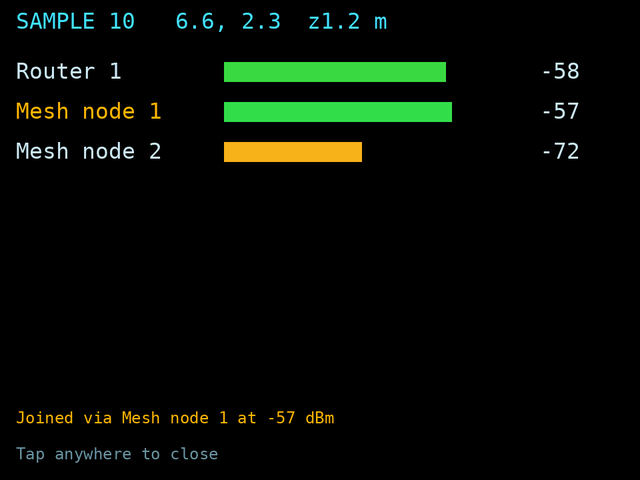 SAMPLE 10 6.6, 2.3 z1.2 m
Router 1 -58
Mesh node 1 -57
Mesh node 2 -72
Joined via Mesh node 1 at -57 dBm
Tap anywhere to close